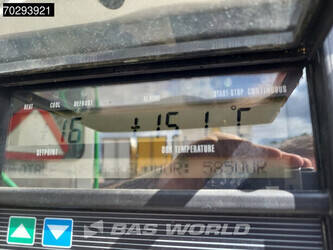 70293921
HEAT COOL DEFROST ALARM START-STOP CONTINUOUS
16 +15.1°C
SETPOINT BOX TEMPERATURE
5850UUR
BAS WORLD